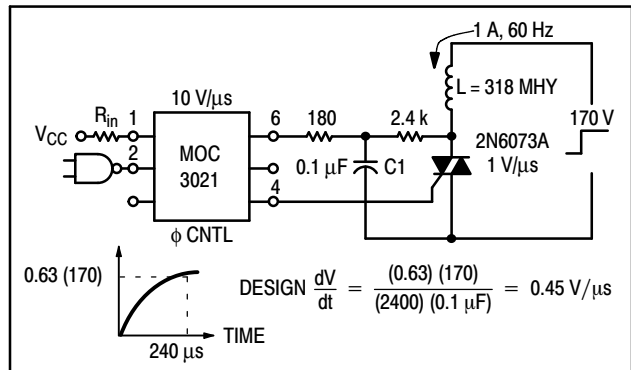 1 A, 60 Hz
L = 318 MHY
10 V/μs
Rin
1
6
180
2.4 k
170 V
VCC
2
MOC
3021
0.1 μF
C1
2N6073A
1 V/μs
4
φ CNTL
0.63 (170)
DESIGN dV/dt = (0.63) (170)/(2400) (0.1 μF) = 0.45 V/μs
TIME
240 μs